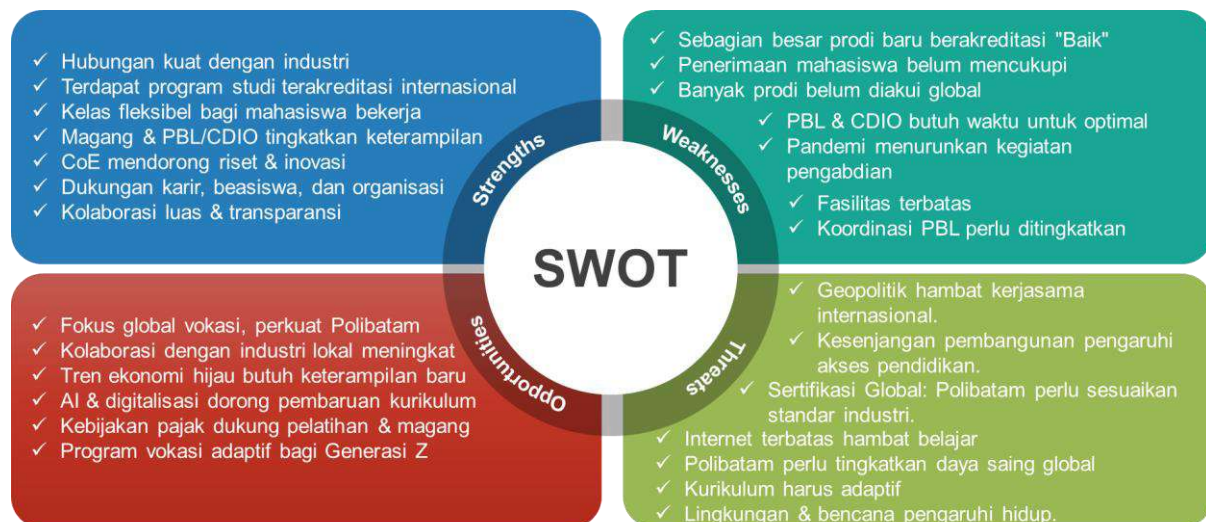 ✓ Hubungan kuat dengan industri
✓ Terdapat program studi terakreditasi internasional
✓ Kelas fleksibel bagi mahasiswa bekerja
✓ Magang & PBL/CDIO tingkatkan keterampilan
✓ CoE mendorong riset & inovasi
✓ Dukungan karir, beasiswa, dan organisasi
✓ Kolaborasi luas & transparansi
Strengths
✓ Sebagian besar prodi baru berakreditasi "Baik"
✓ Penerimaan mahasiswa belum mencukupi
✓ Banyak prodi belum diakui global
✓ PBL & CDIO butuh waktu untuk optimal
✓ Pandemi menurunkan kegiatan
pengabdian
✓ Fasilitas terbatas
✓ Koordinasi PBL perlu ditingkatkan
Weaknesses
SWOT
✓ Fokus global vokasi, perkuat Polibatam
✓ Kolaborasi dengan industri lokal meningkat
✓ Tren ekonomi hijau butuh keterampilan baru
✓ AI & digitalisasi dorong pembaruan kurikulum
✓ Kebijakan pajak dukung pelatihan & magang
✓ Program vokasi adaptif bagi Generasi Z
Opportunities
✓ Geopolitik hambat kerjasama
internasional.
✓ Kesenjangan pembangunan pengaruhi
akses pendidikan.
✓ Sertifikasi Global: Polibatam perlu sesuaikan
standar industri.
✓ Internet terbatas hambat belajar
✓ Polibatam perlu tingkatkan daya saing global
✓ Kurikulum harus adaptif
✓ Lingkungan & bencana pengaruhi hidup.
Threats